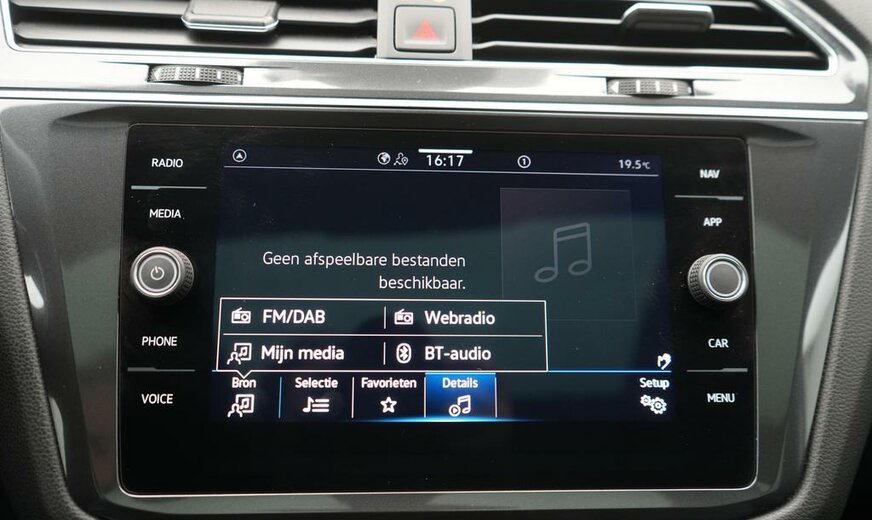 RADIO
MEDIA
PHONE
VOICE
16:17
1
19.5°C
Geen afspeelbare bestanden
beschikbaar.
FM/DAB
Webradio
Mijn media
BT-audio
Bron
Selectie
Favorieten
Details
Setup
NAV
APP
CAR
MENU